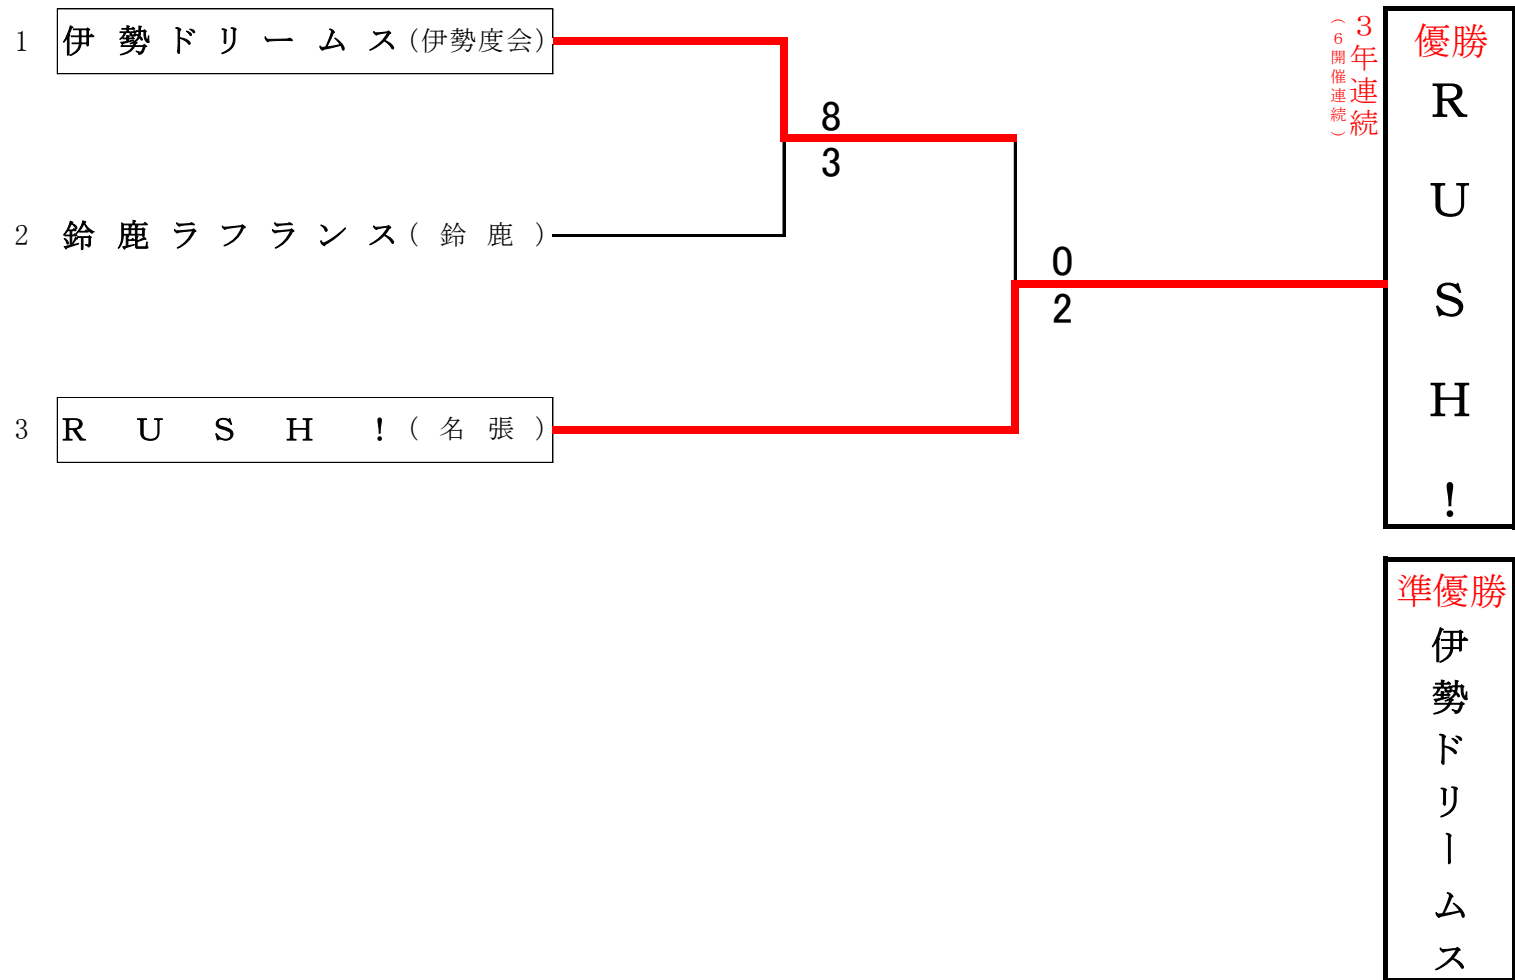 1 伊勢ドリームス(伊勢度会)
8
3
2 鈴鹿ラフランス(鈴鹿)
0
2
3 RUSH!(名張)
3年連続
(6開催連続)
優勝
RUSH!
準優勝
伊勢ドリームス